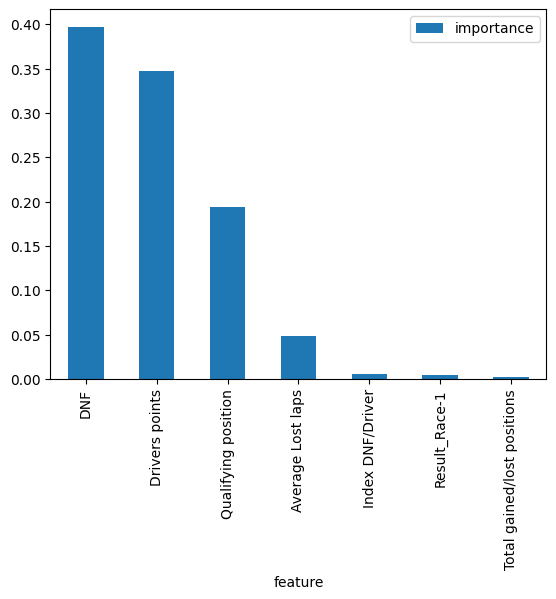 importance
0.40
0.35
0.30
0.25
0.20
0.15
0.10
0.05
0.00
DNF
Drivers points
Qualifying position
Average Lost laps
Index DNF/Driver
Result_Race-1
Total gained/lost positions
feature